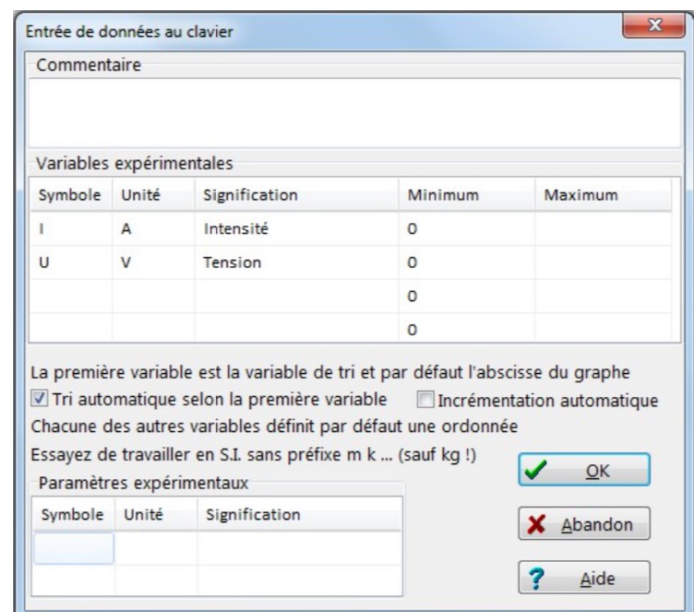 Entrée de données au clavier
Commentaire
Variables expérimentales
Symbole Unité Signification Minimum Maximum
I A Intensité 0
U V Tension 0
0
0
La première variable est la variable de tri et par défaut l'abscisse du graphe
Tri automatique selon la première variable Incrémentation automatique
Chacune des autres variables définit par défaut une ordonnée
Essayez de travailler en S.I. sans préfixe m k ... (sauf kg !)
OK
Paramètres expérimentaux
Symbole Unité Signification
Abandon
? Aide